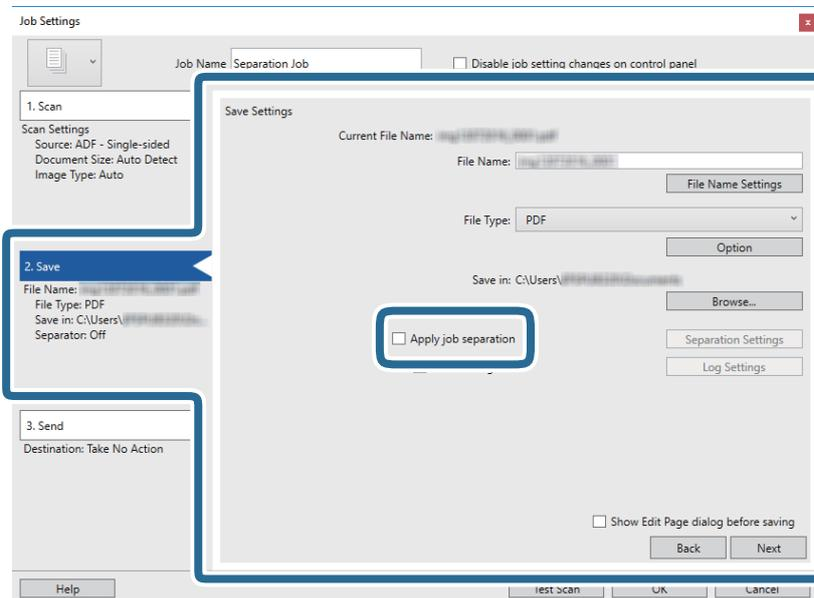 Job Settings
x
Job Name Separation Job
Disable job setting changes on control panel
1. Scan
Scan Settings
Source: ADF - Single-sided
Document Size: Auto Detect
Image Type: Auto
2. Save
File Name:
File Type: PDF
Save in: C:\Users\
Separator: Off
3. Send
Destination: Take No Action
Save Settings
Current File Name:
File Name:
File Name Settings
File Type: PDF
Option
Save in: C:\Users\
Browse...
Apply job separation
Separation Settings
Log Settings
Show Edit Page dialog before saving
Back Next
Help Test Scan OK Cancel